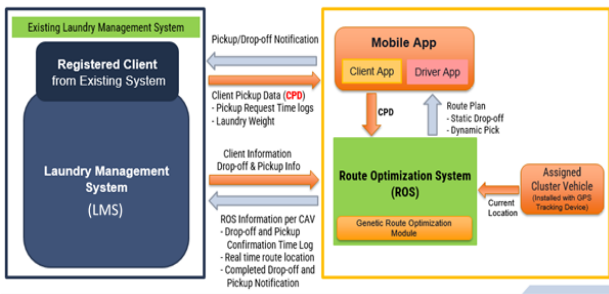 Existing Laundry Management System
Registered Client
from Existing System
Laundry Management
System
(LMS)
Pickup/Drop-off Notification
Client Pickup Data (CPD)
- Pickup Request Time logs
- Laundry Weight
Client Information
Drop-off & Pickup Info
ROS Information per CAV
- Drop-off and Pickup
Confirmation Time Log
- Real time route location
- Completed Drop-off and
Pickup Notification
Mobile App
Client App
Driver App
CPD
Route Plan
- Static Drop-off
- Dynamic Pick
Route Optimization System
(ROS)
Genetic Route Optimization
Module
Current
Location
Assigned
Cluster Vehicle
(Installed with GPS
Tracking Device)